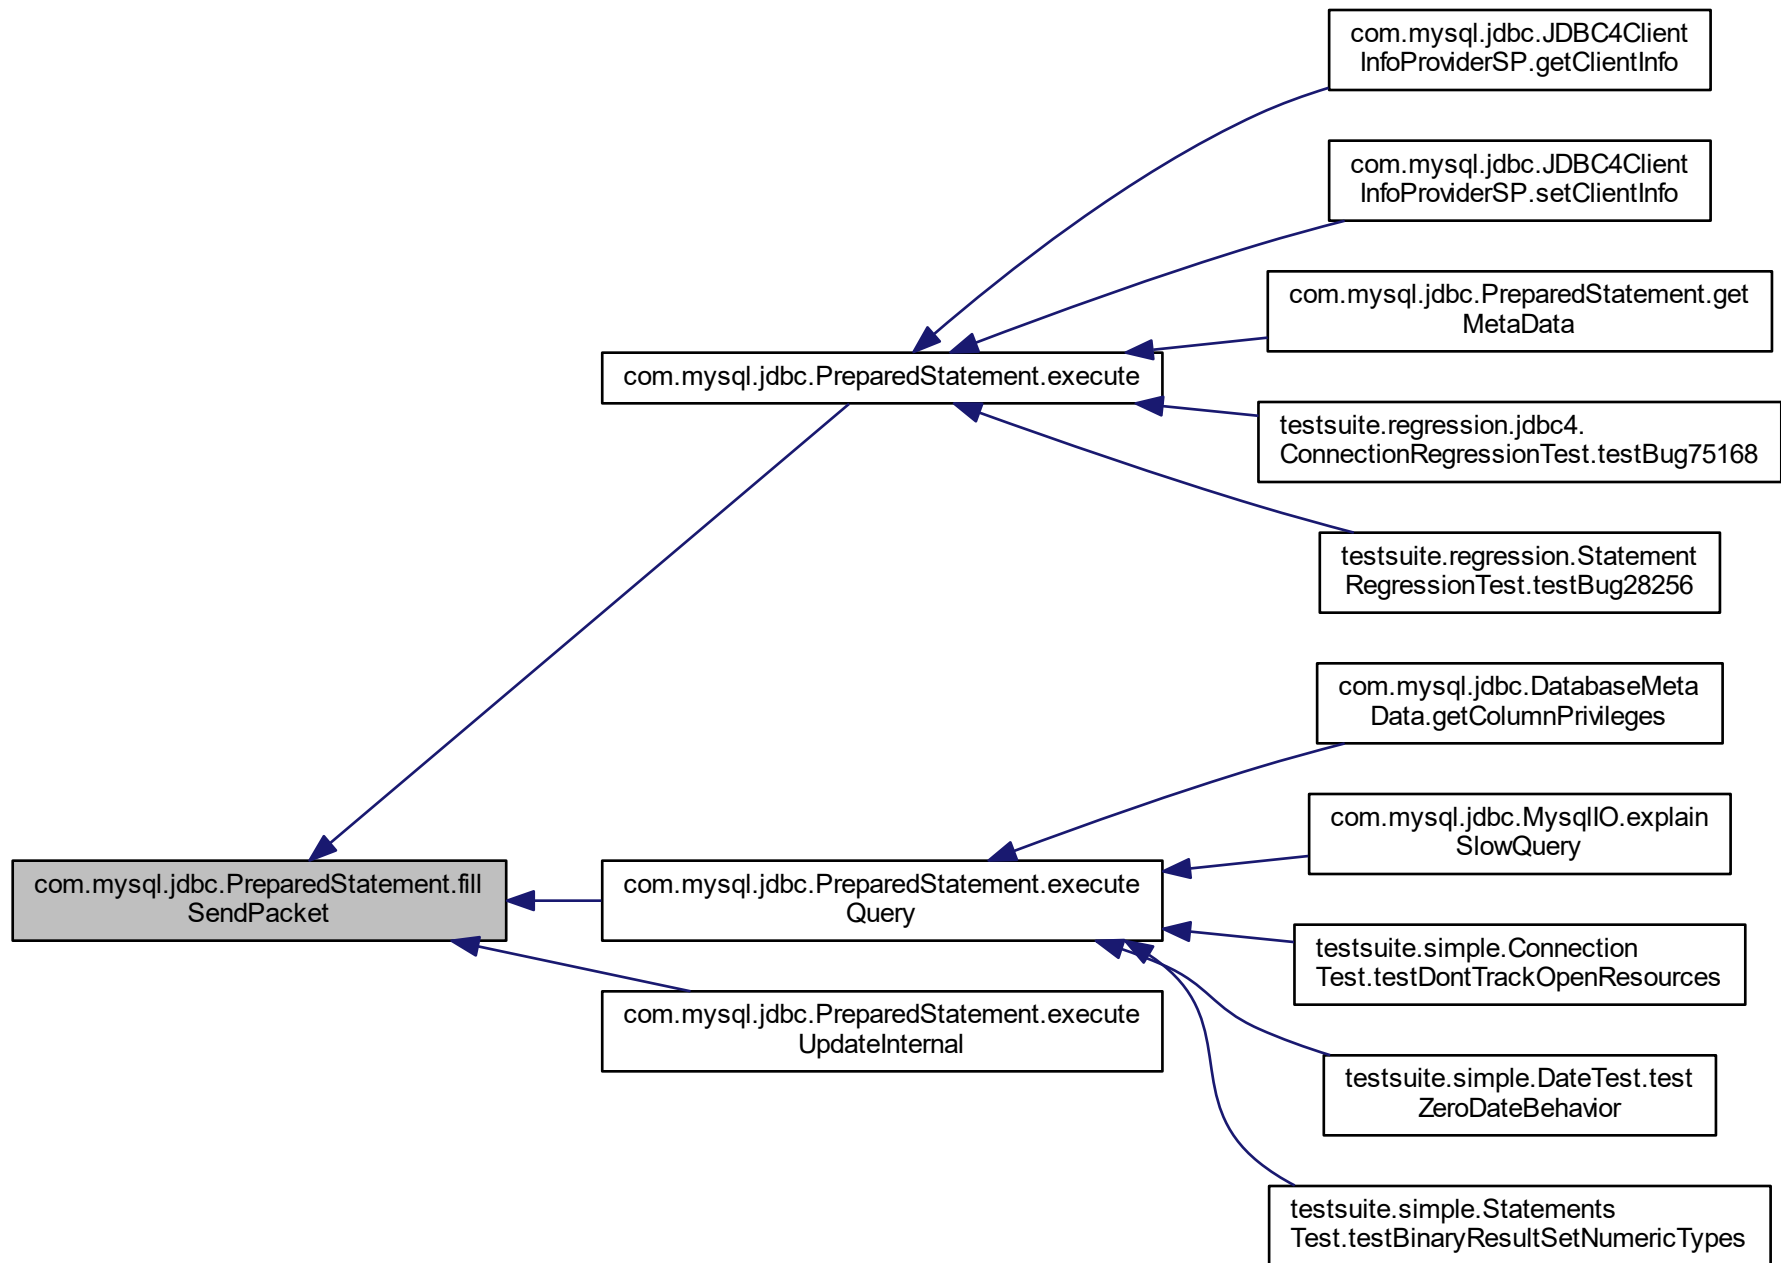 com.mysql.jdbc.JDBC4Client
InfoProviderSP.getClientInfo
com.mysql.jdbc.JDBC4Client
InfoProviderSP.setClientInfo
com.mysql.jdbc.PreparedStatement.get
MetaData
com.mysql.jdbc.PreparedStatement.execute
testsuite.regression.jdbc4.
ConnectionRegressionTest.testBug75168
testsuite.regression.Statement
RegressionTest.testBug28256
com.mysql.jdbc.DatabaseMeta
Data.getColumnPrivileges
com.mysql.jdbc.MysqlIO.explain
SlowQuery
com.mysql.jdbc.PreparedStatement.fill
SendPacket
com.mysql.jdbc.PreparedStatement.execute
Query
testsuite.simple.Connection
Test.testDontTrackOpenResources
com.mysql.jdbc.PreparedStatement.execute
UpdateInternal
testsuite.simple.DateTest.test
ZeroDateBehavior
testsuite.simple.Statements
Test.testBinaryResultSetNumericTypes